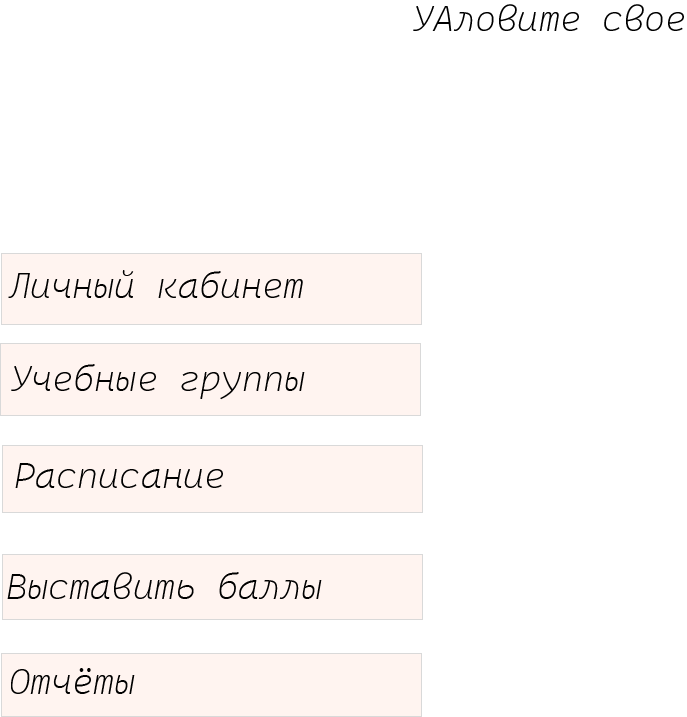 УАловите свое
Личный кабинет
Учебные группы
Расписание
Выставить баллы
Отчёты